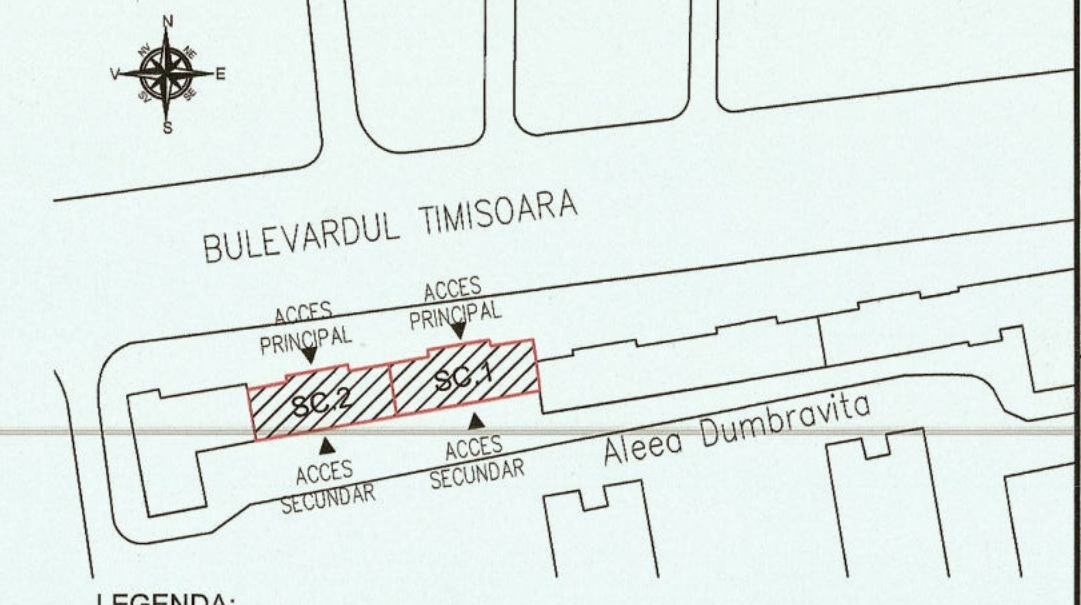 N
NV NE
V E
SV SE
S
BULEVARDUL TIMISOARA
ACCES
PRINCIPAL
ACCES
PRINCIPAL
SC.2
SC.1
ACCES
SECUNDAR
ACCES
SECUNDAR
Aleea Dumbravita
LEGENDA: